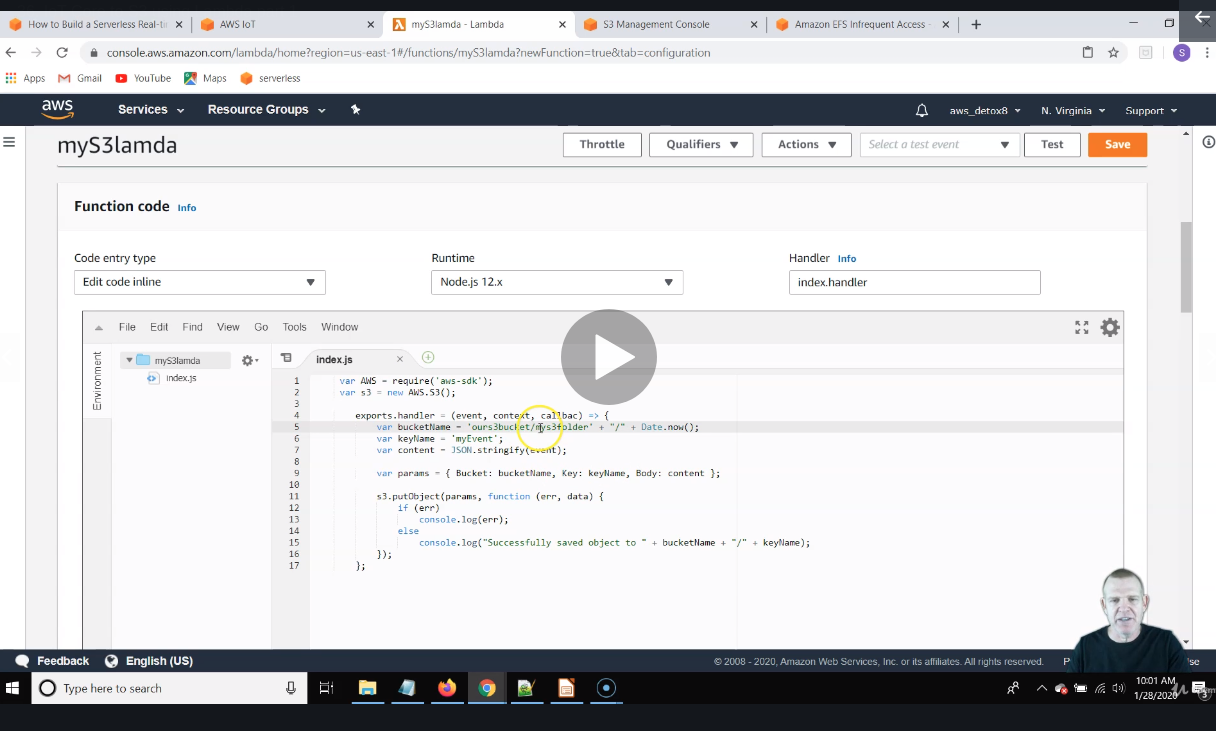 How to Build a Serverless Real-tir
AWS IoT
myS3lamda - Lambda
S3 Management Console
Amazon EFS Infrequent Access -
console.aws.amazon.com/lambda/home?region=us-east-1#/functions/myS3lamda?newFunction=true&tab=configuration
S
Apps Gmail YouTube Maps serverless
aws Services Resource Groups aws_detox8 N. Virginia Support
myS3lamda Throttle Qualifiers Actions Select a test event Test Save
Function code Info
Code entry type Runtime Handler Info
Edit code inline Node.js 12.x index.handler
File Edit Find View Go Tools Window
Environment
myS3lamda
index.js
index.js
1 var AWS = require('aws-sdk');
2 var s3 = new AWS.S3();
3
4 exports.handler = (event, context, callbac) => {
5 var bucketName = 'ours3bucket/mys3folder' + "/" + Date.now();
6 var keyName = 'myEvent';
7 var content = JSON.stringify(event);
8
9 var params = { Bucket: bucketName, Key: keyName, Body: content };
10
11 s3.putObject(params, function (err, data) {
12 if (err)
13 console.log(err);
14 else
15 console.log("Successfully saved object to " + bucketName + "/" + keyName);
16 });
17 };
Feedback English (US) © 2008 - 2020, Amazon Web Services, Inc. or its affiliates. All rights reserved.
Type here to search
10:01 AM
1/28/2020
3